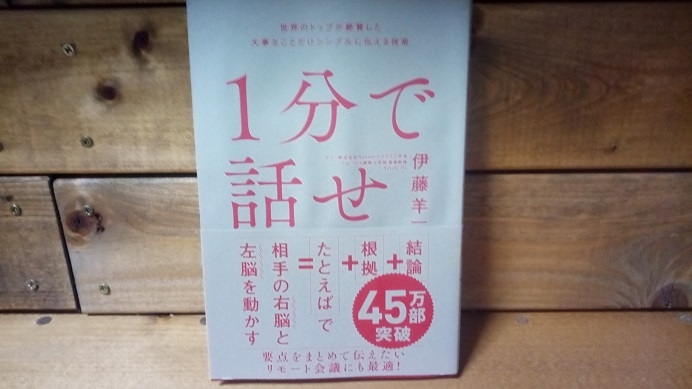 世界のトップが絶賛した
大事なことだけシンプルに伝える技術
1分で
話せ
伊藤羊一
結論
+
根拠
+
たとえば で
=
相手の右脳と
左脳を動かす
45万部
突破
要点をまとめて伝えたい
リモート会議にも最適!